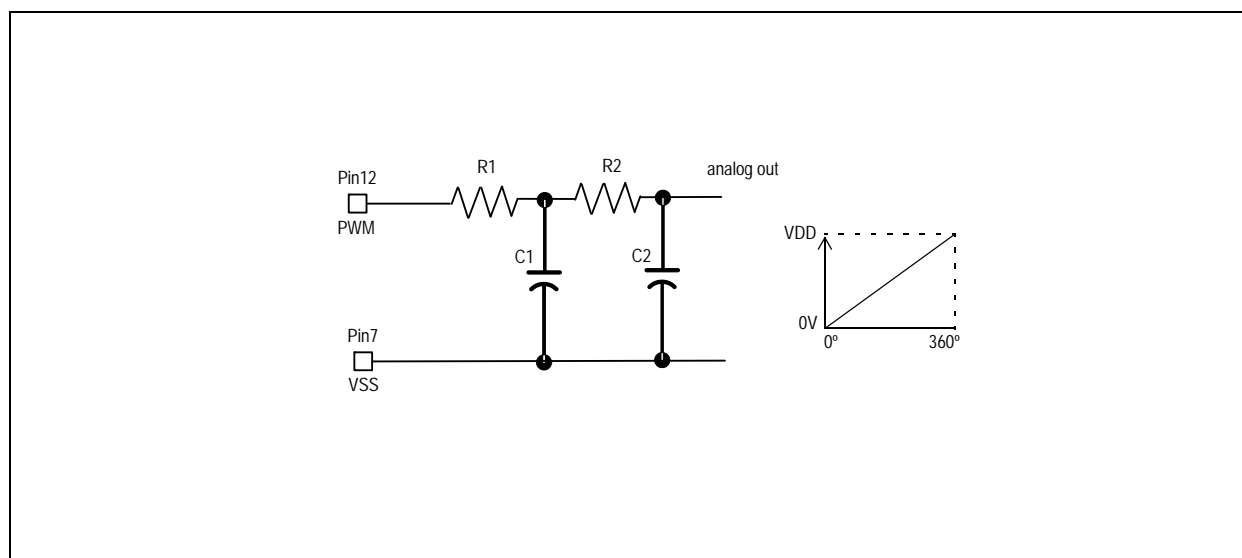 R1
R2
analog out
Pin12
PWM
VDD
C1
C2
0V
0º
360º
Pin7
VSS